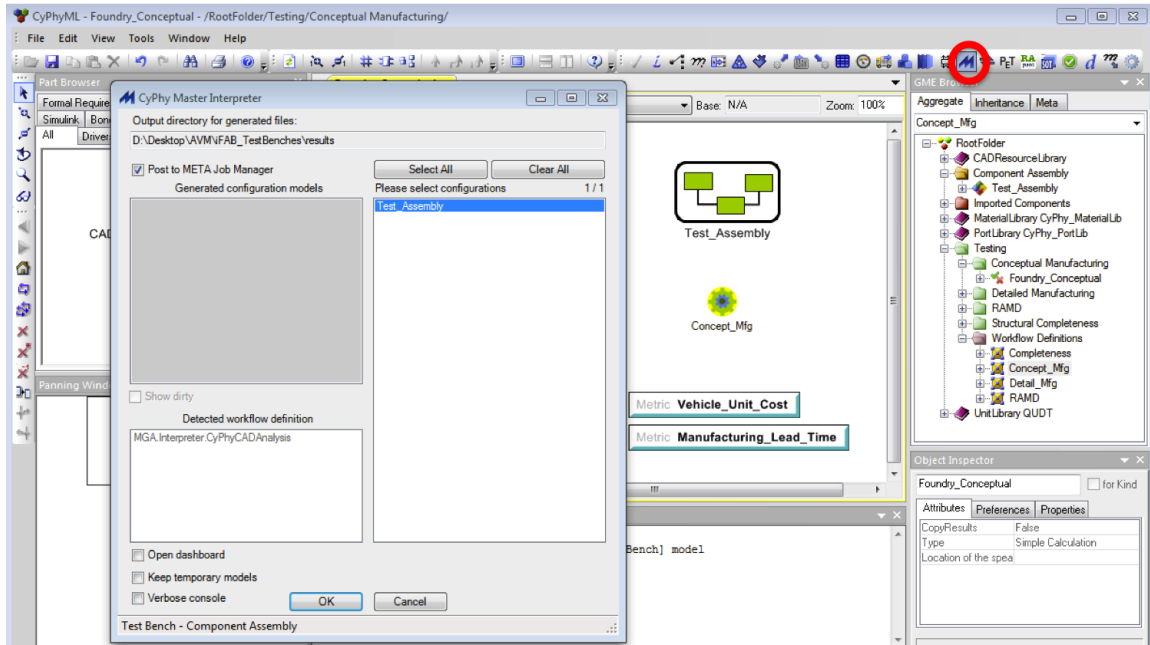 CyPhyML - Foundry_Conceptual - /RootFolder/Testing/Conceptual Manufacturing/
File Edit View Tools Window Help
Part Browser
Formal Require
Simulink Bon
All Driver
CAD
Panning Wind
CyPhy Master Interpreter
Output directory for generated files:
D:\Desktop\AVM\iFAB_TestBenches\results
Post to META Job Manager
Select All
Clear All
Generated configuration models
Please select configurations
1 / 1
Test_Assembly
Show dirty
Detected workflow definition
MGA.Interpreter.CyPhyCADAnalysis
Open dashboard
Keep temporary models
Verbose console
OK
Cancel
Test Bench - Component Assembly
Base: N/A
Zoom: 100%
Test_Assembly
Concept_Mfg
Metric Vehicle_Unit_Cost
Metric Manufacturing_Lead_Time
Bench] model
Aggregate Inheritance Meta
Concept_Mfg
RootFolder
CADResourceLibrary
Component Assembly
Test_Assembly
Imported Components
MaterialLibrary CyPhy_MaterialLib
PortLibrary CyPhy_PortLib
Testing
Conceptual Manufacturing
Foundry_Conceptual
Detailed Manufacturing
RAMD
Structural Completeness
Workflow Definitions
Completeness
Concept_Mfg
Detail_Mfg
RAMD
UnitLibrary QUDT
Object Inspector
Foundry_Conceptual
for Kind
Attributes Preferences Properties
CopyResults False
Type Simple Calculation
Location of the spea